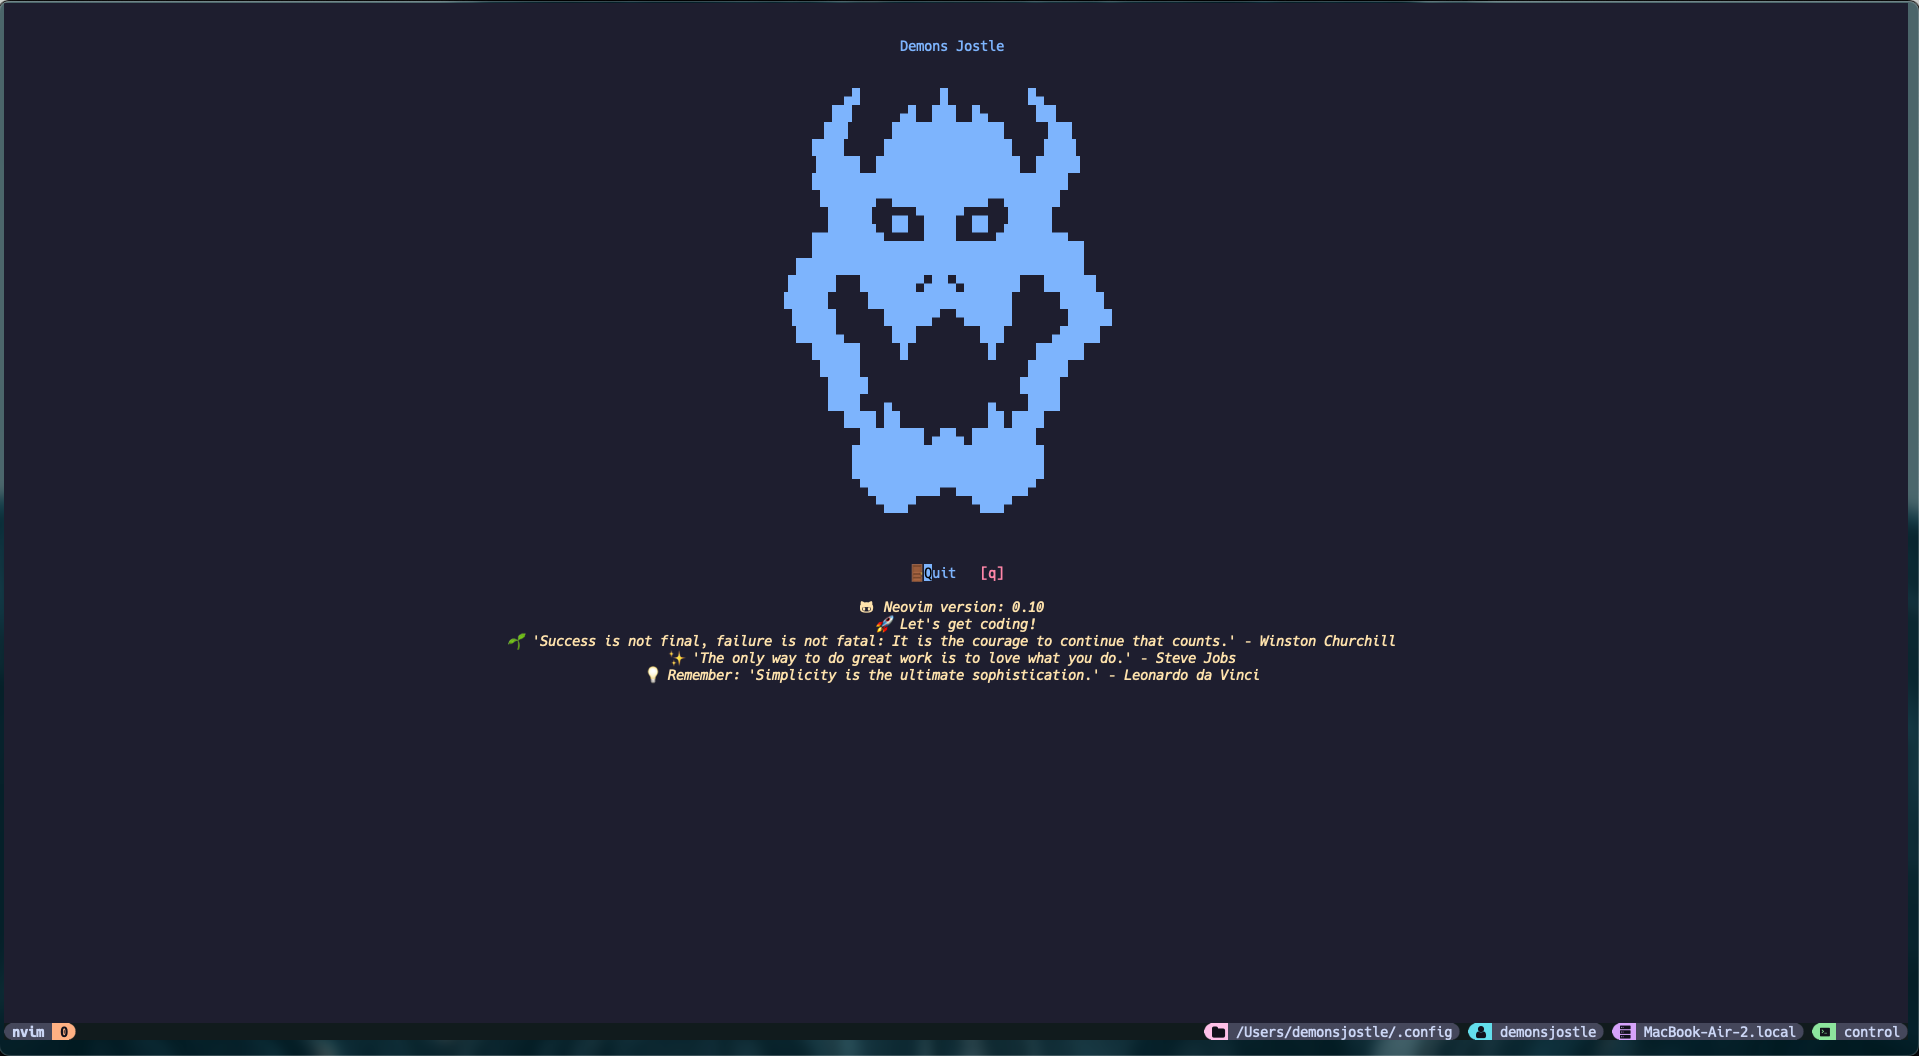 Demons Jostle
Quit [q]
Neovim version: 0.10
Let's get coding!
'Success is not final, failure is not fatal: It is the courage to continue that counts.' - Winston Churchill
'The only way to do great work is to love what you do.' - Steve Jobs
Remember: 'Simplicity is the ultimate sophistication.' - Leonardo da Vinci
nvim 0 /Users/demonsjostle/.config demonsjostle MacBook-Air-2.local control